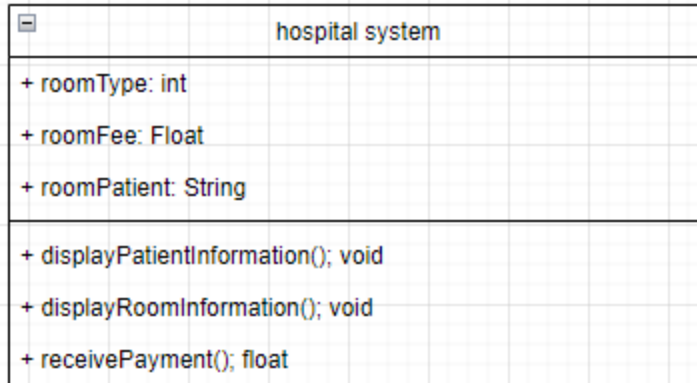 hospital system
+ roomType: int
+ roomFee: Float
+ roomPatient: String
+ displayPatientInformation(); void
+ displayRoomInformation(); void
+ receivePayment(); float